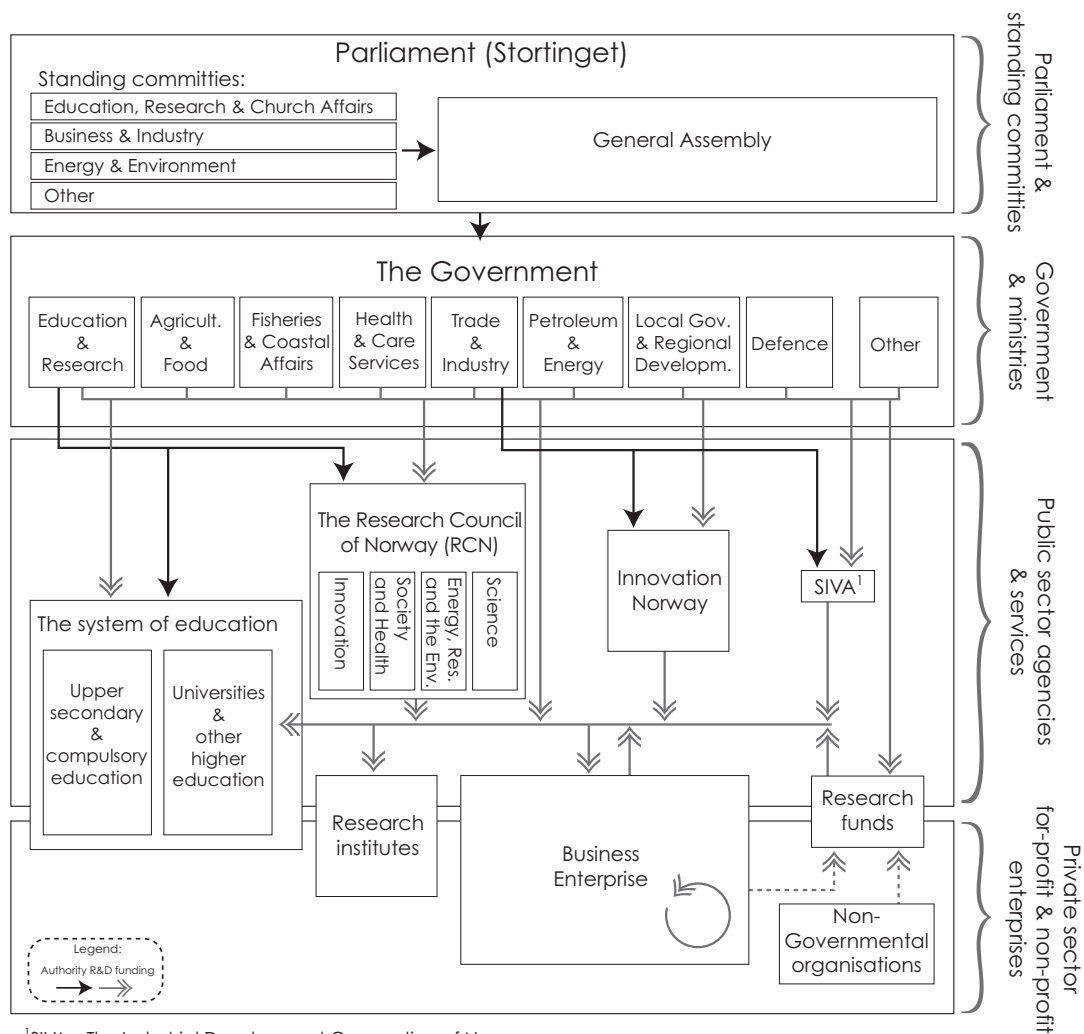 Parliament (Stortinget)
Standing committies:
Education, Research & Church Affairs
Business & Industry
Energy & Environment
Other
General Assembly
Parliament &
standing committies
The Government
Education
&
Research
Agricult.
&
Food
Fisheries
& Coastal
Affairs
Health
& Care
Services
Trade
&
Industry
Petroleum
&
Energy
Local Gov.
& Regional
Developm.
Defence
Other
Government
& ministries
The Research Council
of Norway (RCN)
Innovation
Society
and Health
Energy, Res.
and the Env.
Science
Innovation
Norway
SIVA¹
Public sector agencies
& services
The system of education
Upper
secondary
&
compulsory
education
Universities
&
other
higher
education
Research
institutes
Business
Enterprise
Research
funds
Non-
Governmental
organisations
Private sector
for-profit & non-profit
enterprises
Legend:
Authority R&D funding